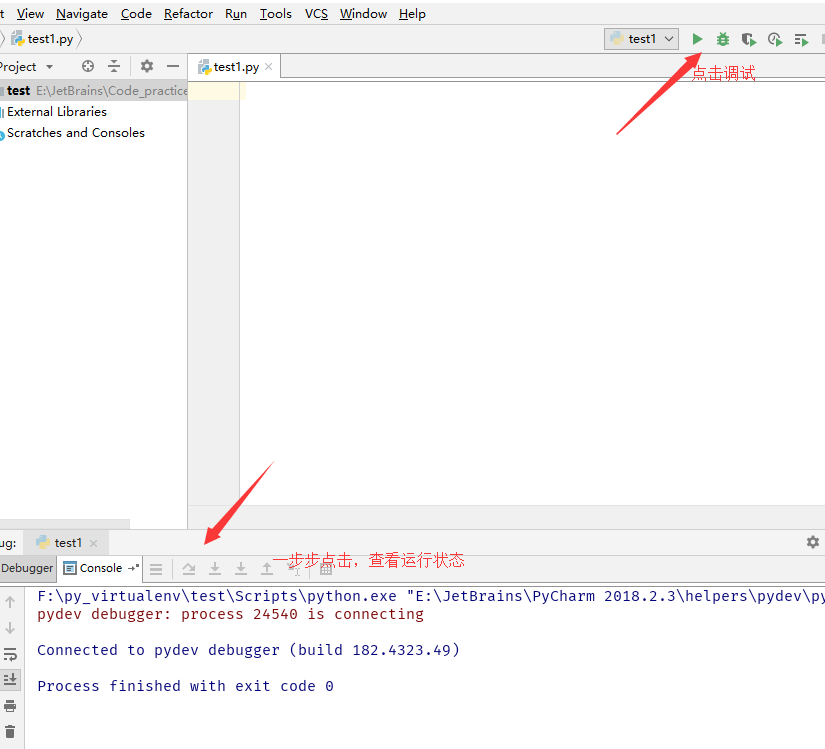 t View Navigate Code Refactor Run Tools VCS Window Help
test1.py
test1
Project
test1.py
点击调试
test E:\JetBrains\Code_practice
External Libraries
Scratches and Consoles
ug: test1
Debugger Console
一步步点击，查看运行状态
F:\py_virtualenv\test\Scripts\python.exe "E:\JetBrains\PyCharm 2018.2.3\helpers\pydev\py
pydev debugger: process 24540 is connecting
Connected to pydev debugger (build 182.4323.49)
Process finished with exit code 0